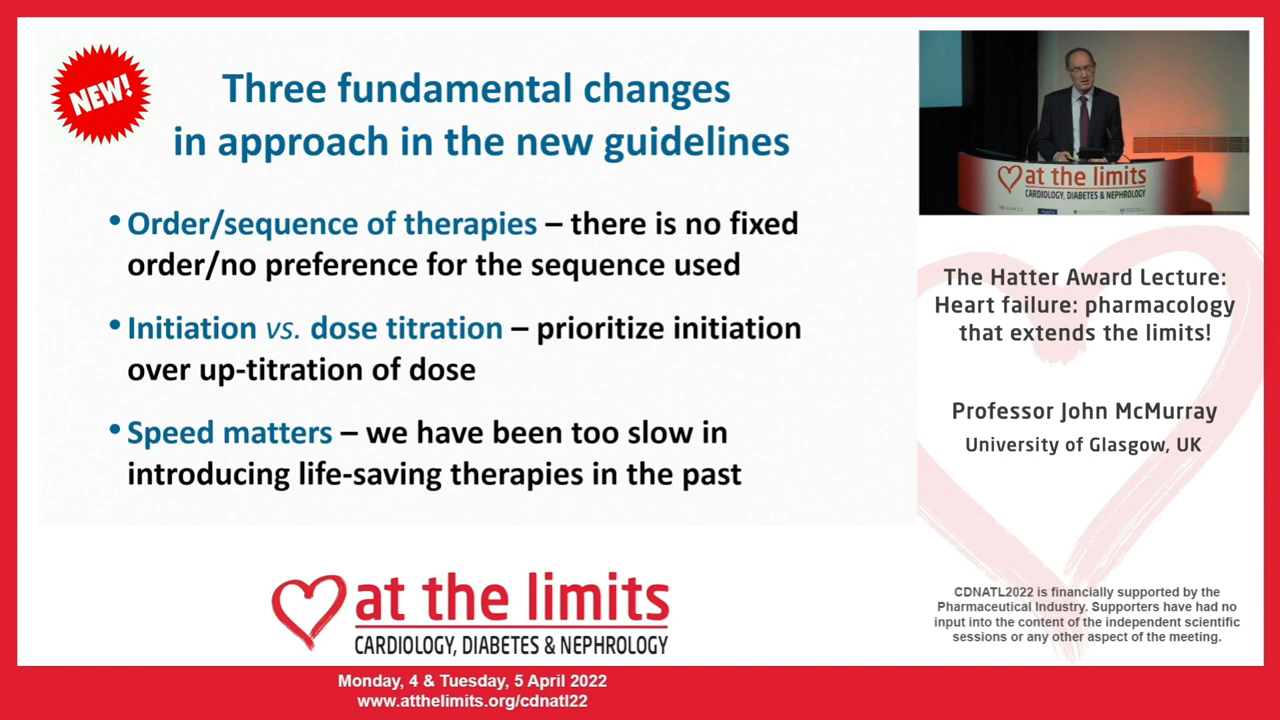 NEW!
Three fundamental changes
in approach in the new guidelines
• Order/sequence of therapies – there is no fixed
order/no preference for the sequence used
• Initiation vs. dose titration – prioritize initiation
over up-titration of dose
• Speed matters – we have been too slow in
introducing life-saving therapies in the past
at the limits
CARDIOLOGY, DIABETES & NEPHROLOGY
Monday, 4 & Tuesday, 5 April 2022
www.atthelimits.org/cdnatl22
at the limits
CARDIOLOGY, DIABETES & NEPHROLOGY
The Hatter Award Lecture:
Heart failure: pharmacology
that extends the limits!
Professor John McMurray
University of Glasgow, UK
CDNATL2022 is financially supported by the
Pharmaceutical Industry. Supporters have had no
input into the content of the independent scientific
sessions or any other aspect of the meeting.